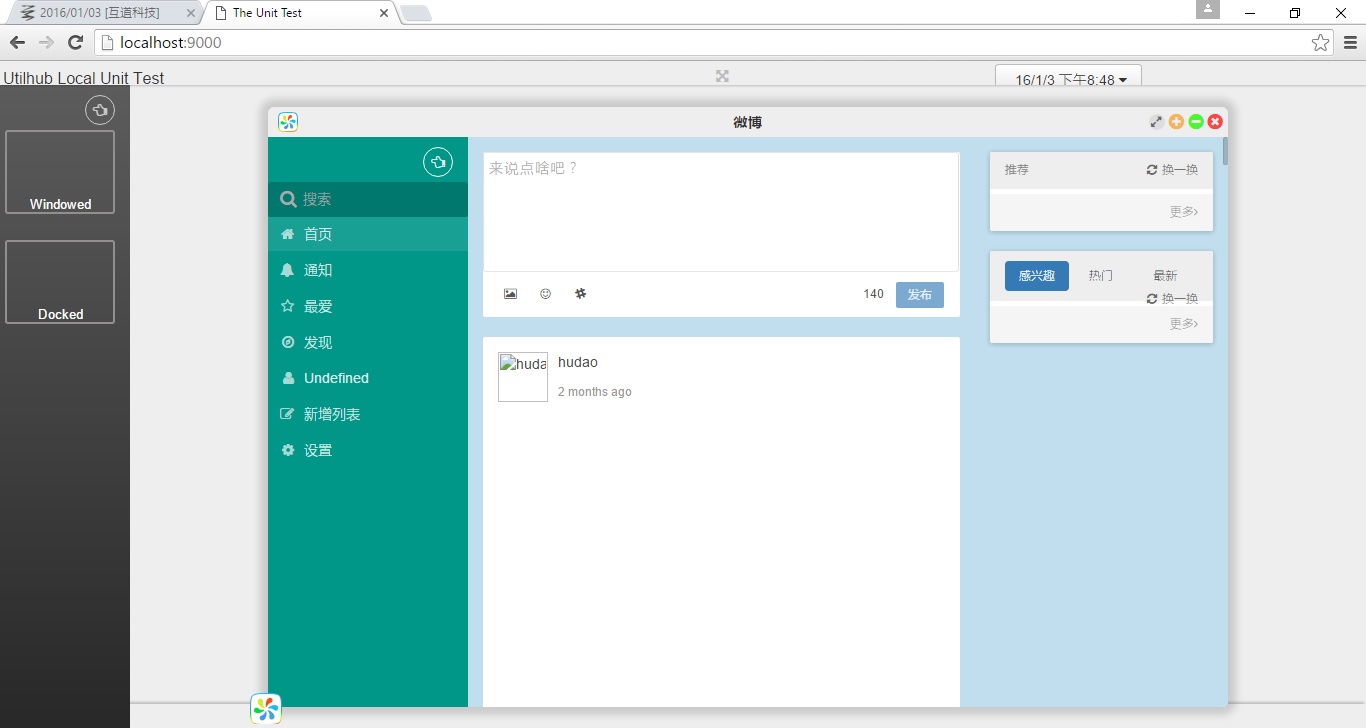 2016/01/03 [互道科技]
The Unit Test
localhost:9000
Utilhub Local Unit Test
16/1/3 下午8:48
Windowed
Docked
微博
搜索
首页
通知
最爱
发现
Undefined
新增列表
设置
来说点啥吧？
140
发布
huda
hudao
2 months ago
推荐
换一换
更多
感兴趣
热门
最新
换一换
更多